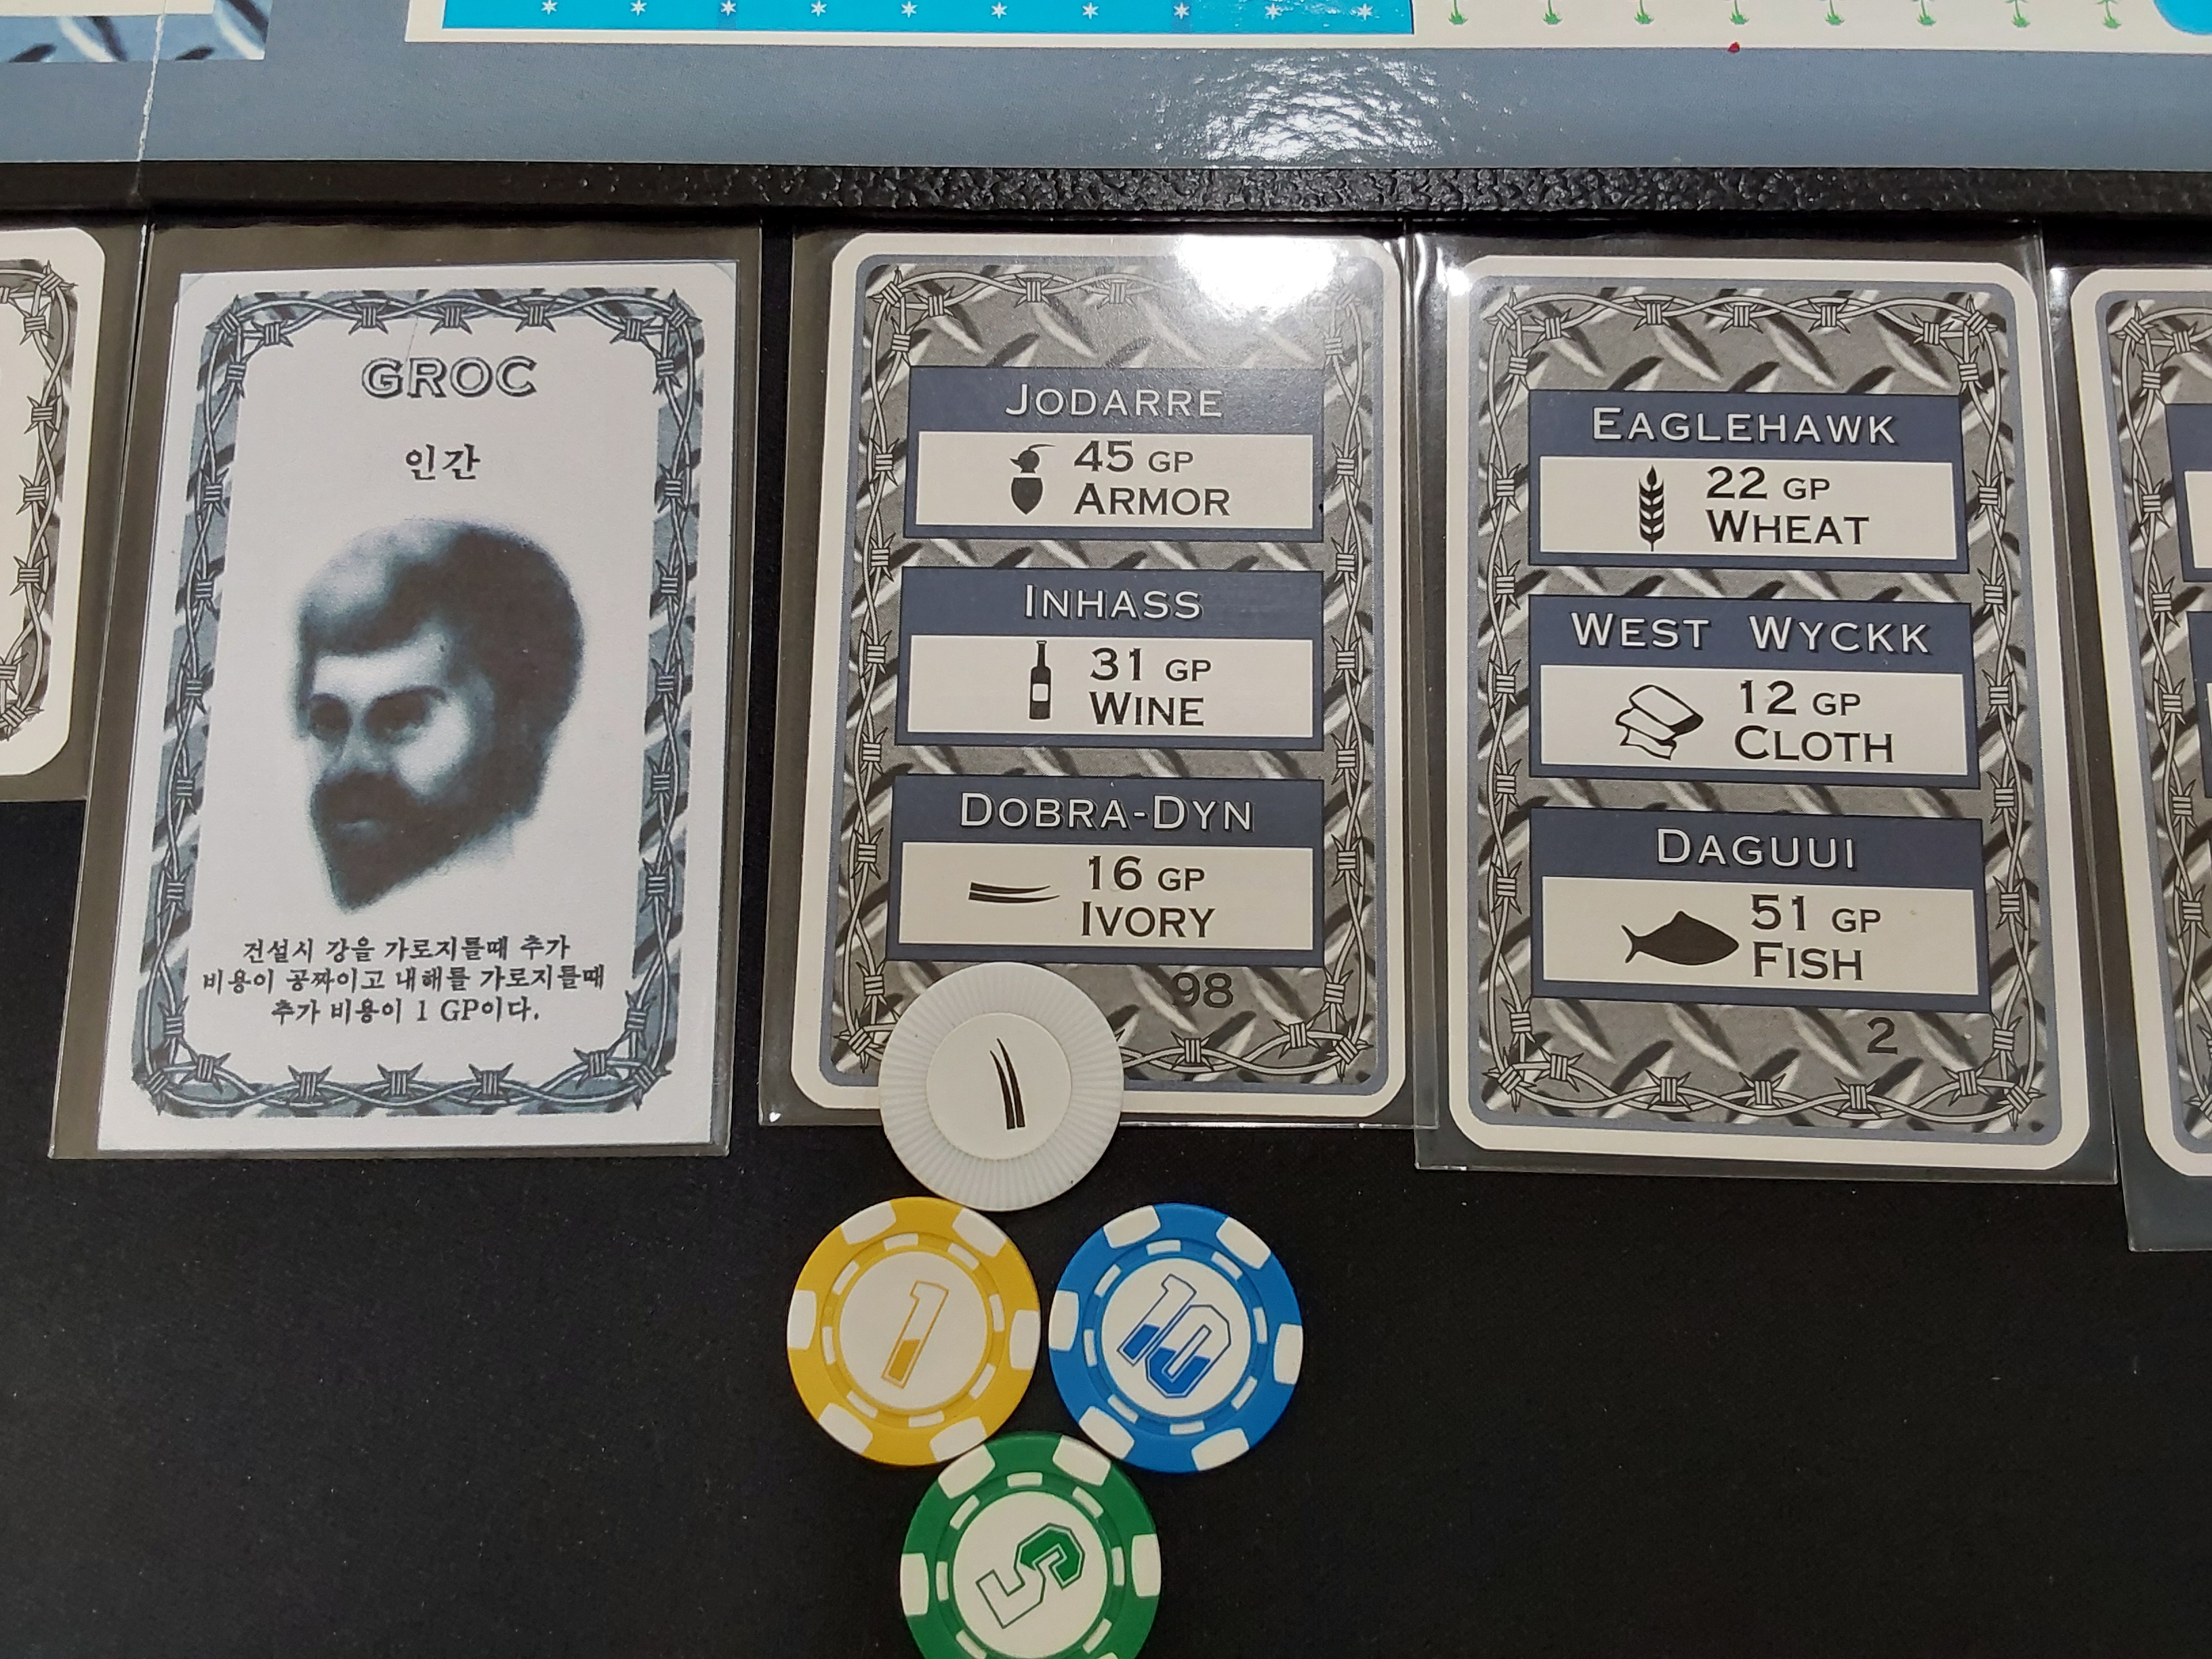 GROC
인간
건설시 강을 가로지를때 추가
비용이 공짜이고 내해를 가로지를때
추가 비용이 1 GP이다.
JODARRE
45 GP
ARMOR
INHASS
31 GP
WINE
DOBRA-DYN
16 GP
IVORY
98
EAGLEHAWK
22 GP
WHEAT
WEST WYCKK
12 GP
CLOTH
DAGUUI
51 GP
FISH
2
1
10
5